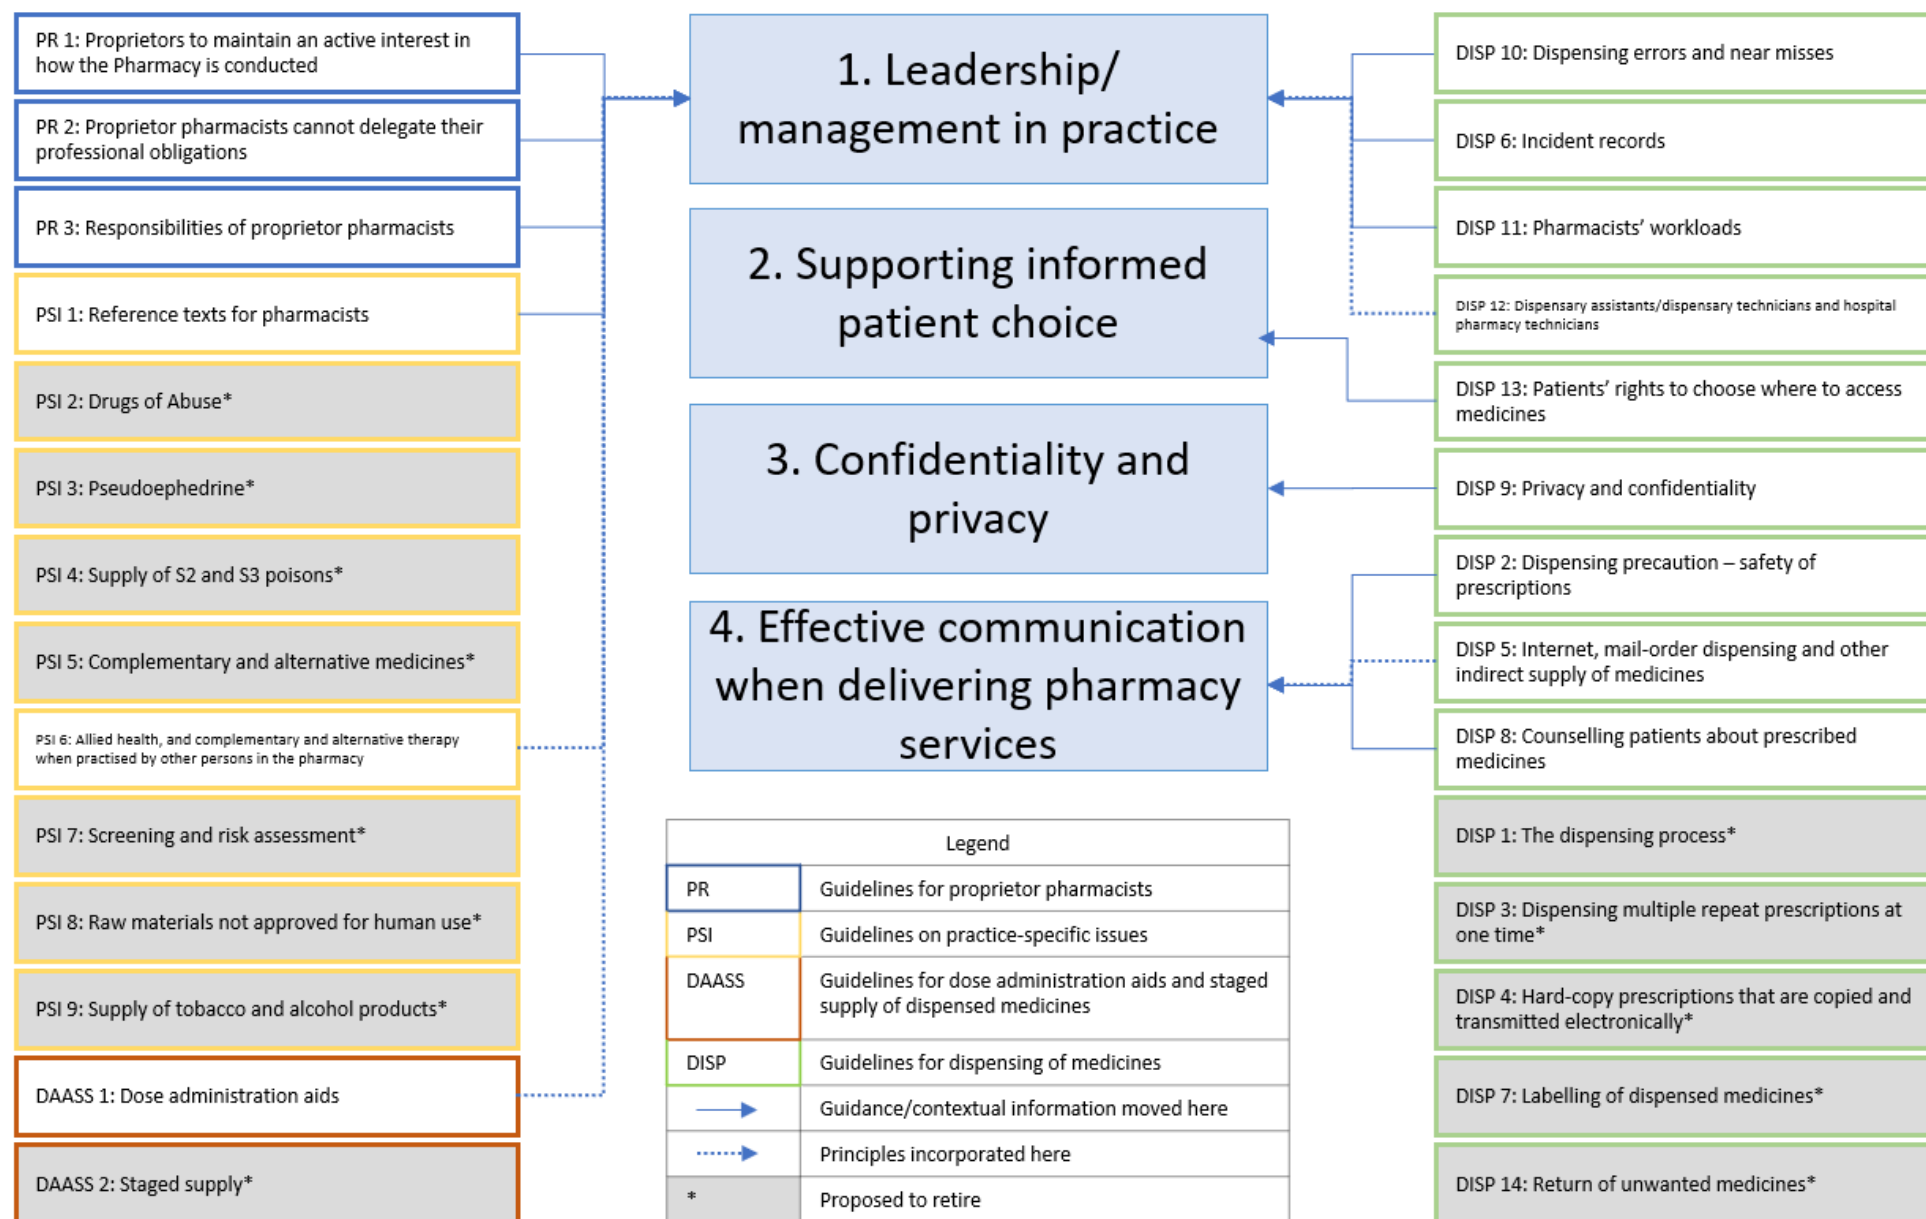 PR 1: Proprietors to maintain an active interest in
how the Pharmacy is conducted
PR 2: Proprietor pharmacists cannot delegate their
professional obligations
PR 3: Responsibilities of proprietor pharmacists
PSI 1: Reference texts for pharmacists
PSI 2: Drugs of Abuse*
PSI 3: Pseudoephedrine*
PSI 4: Supply of S2 and S3 poisons*
PSI 5: Complementary and alternative medicines*
PSI 6: Allied health, and complementary and alternative therapy
when practised by other persons in the pharmacy
PSI 7: Screening and risk assessment*
PSI 8: Raw materials not approved for human use*
PSI 9: Supply of tobacco and alcohol products*
DAASS 1: Dose administration aids
DAASS 2: Staged supply*
1. Leadership/
management in practice
2. Supporting informed
patient choice
3. Confidentiality and
privacy
4. Effective communication
when delivering pharmacy
services
Legend
PR Guidelines for proprietor pharmacists
PSI Guidelines on practice-specific issues
DAASS Guidelines for dose administration aids and staged
supply of dispensed medicines
DISP Guidelines for dispensing of medicines
Guidance/contextual information moved here
Principles incorporated here
* Proposed to retire
DISP 10: Dispensing errors and near misses
DISP 6: Incident records
DISP 11: Pharmacists’ workloads
DISP 12: Dispensary assistants/dispensary technicians and hospital
pharmacy technicians
DISP 13: Patients’ rights to choose where to access
medicines
DISP 9: Privacy and confidentiality
DISP 2: Dispensing precaution – safety of
prescriptions
DISP 5: Internet, mail-order dispensing and other
indirect supply of medicines
DISP 8: Counselling patients about prescribed
medicines
DISP 1: The dispensing process*
DISP 3: Dispensing multiple repeat prescriptions at
one time*
DISP 4: Hard-copy prescriptions that are copied and
transmitted electronically*
DISP 7: Labelling of dispensed medicines*
DISP 14: Return of unwanted medicines*